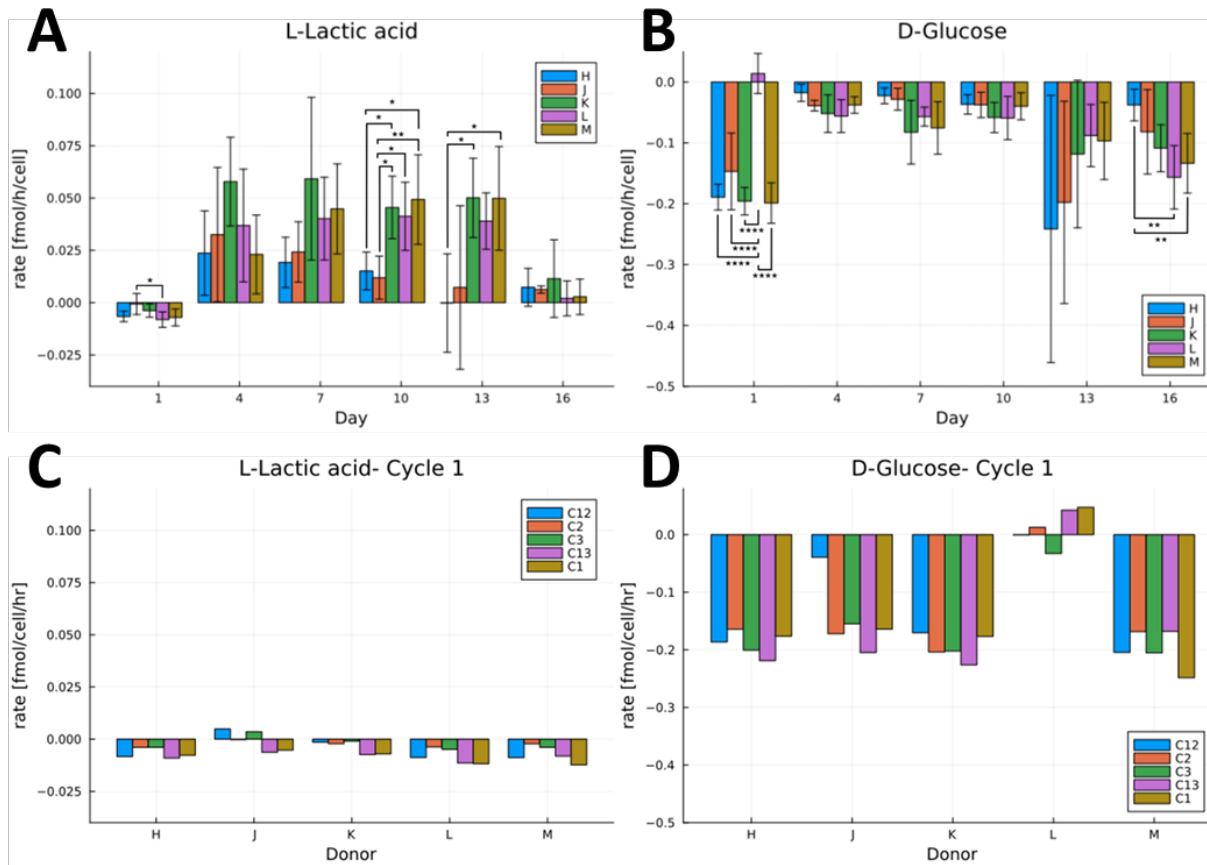 A
L-Lactic acid
rate [fmol/h/cell]
0.100
0.075
0.050
0.025
0.000
−0.025
H
J
K
L
M
*
*
*
**
*
*
*
*
1 4 7 10 13 16
Day
B
D-Glucose
rate [fmol/h/cell]
0.0
−0.1
−0.2
−0.3
−0.4
−0.5
****
****
****
****
**
**
H
J
K
L
M
1 4 7 10 13 16
Day
C
L-Lactic acid- Cycle 1
rate [fmol/cell/hr]
0.100
0.075
0.050
0.025
0.000
−0.025
C12
C2
C3
C13
C1
H J K L M
Donor
D
D-Glucose- Cycle 1
rate [fmol/cell/hr]
0.0
−0.1
−0.2
−0.3
−0.4
−0.5
C12
C2
C3
C13
C1
H J K L M
Donor